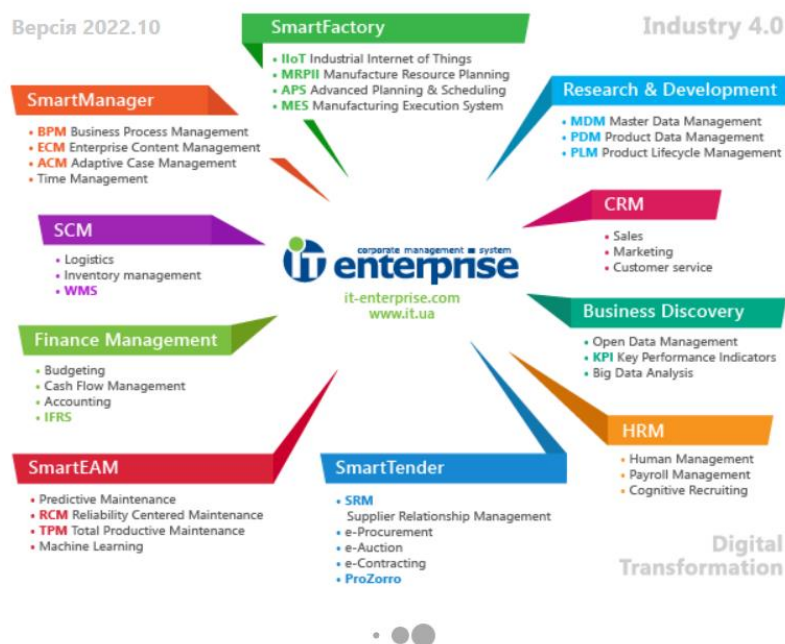 Версія 2022.10
Industry 4.0
SmartFactory
• IIoT Industrial Internet of Things
• MRPII Manufacture Resource Planning
• APS Advanced Planning & Scheduling
• MES Manufacturing Execution System
SmartManager
• BPM Business Process Management
• ECM Enterprise Content Management
• ACM Adaptive Case Management
• Time Management
Research & Development
• MDM Master Data Management
• PDM Product Data Management
• PLM Product Lifecycle Management
SCM
• Logistics
• Inventory management
• WMS
CRM
• Sales
• Marketing
• Customer service
corporate management system
it enterprise
it-enterprise.com
www.it.ua
Finance Management
• Budgeting
• Cash Flow Management
• Accounting
• IFRS
Business Discovery
• Open Data Management
• KPI Key Performance Indicators
• Big Data Analysis
SmartEAM
• Predictive Maintenance
• RCM Reliability Centered Maintenance
• TPM Total Productive Maintenance
• Machine Learning
SmartTender
• SRM
Supplier Relationship Management
• e-Procurement
• e-Auction
• e-Contracting
• ProZorro
HRM
• Human Management
• Payroll Management
• Cognitive Recruiting
Digital
Transformation